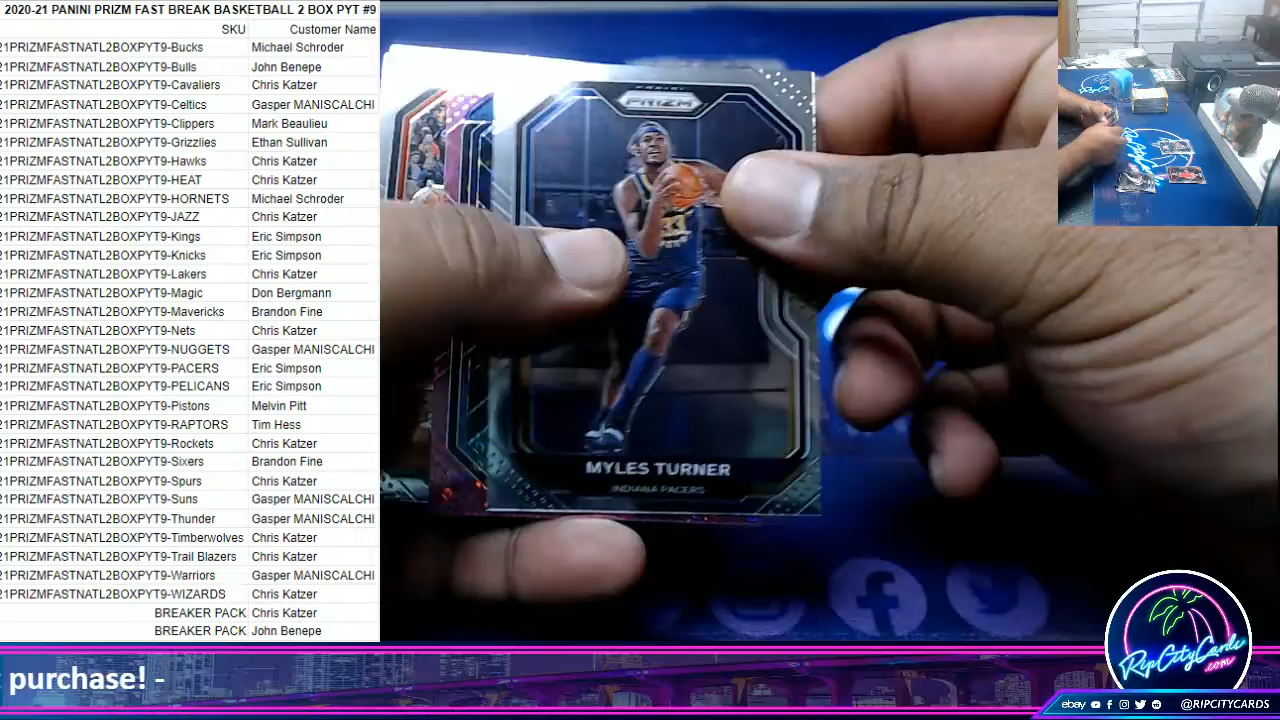 2020-21 PANINI PRIZM FAST BREAK BASKETBALL 2 BOX PYT #9
SKU Customer Name
21PRIZMFASTNATL2BOXPYT9-Bucks Michael Schroder
21PRIZMFASTNATL2BOXPYT9-Bulls John Benepe
21PRIZMFASTNATL2BOXPYT9-Cavaliers Chris Katzer
21PRIZMFASTNATL2BOXPYT9-Celtics Gasper MANISCALCHI
21PRIZMFASTNATL2BOXPYT9-Clippers Mark Beaulieu
21PRIZMFASTNATL2BOXPYT9-Grizzlies Ethan Sullivan
21PRIZMFASTNATL2BOXPYT9-Hawks Chris Katzer
21PRIZMFASTNATL2BOXPYT9-HEAT Chris Katzer
21PRIZMFASTNATL2BOXPYT9-HORNETS Michael Schroder
21PRIZMFASTNATL2BOXPYT9-JAZZ Chris Katzer
21PRIZMFASTNATL2BOXPYT9-Kings Eric Simpson
21PRIZMFASTNATL2BOXPYT9-Knicks Eric Simpson
21PRIZMFASTNATL2BOXPYT9-Lakers Chris Katzer
21PRIZMFASTNATL2BOXPYT9-Magic Don Bergmann
21PRIZMFASTNATL2BOXPYT9-Mavericks Brandon Fine
21PRIZMFASTNATL2BOXPYT9-Nets Chris Katzer
21PRIZMFASTNATL2BOXPYT9-NUGGETS Gasper MANISCALCHI
21PRIZMFASTNATL2BOXPYT9-PACERS Eric Simpson
21PRIZMFASTNATL2BOXPYT9-PELICANS Eric Simpson
21PRIZMFASTNATL2BOXPYT9-Pistons Melvin Pitt
21PRIZMFASTNATL2BOXPYT9-RAPTORS Tim Hess
21PRIZMFASTNATL2BOXPYT9-Rockets Chris Katzer
21PRIZMFASTNATL2BOXPYT9-Sixers Brandon Fine
21PRIZMFASTNATL2BOXPYT9-Spurs Chris Katzer
21PRIZMFASTNATL2BOXPYT9-Suns Gasper MANISCALCHI
21PRIZMFASTNATL2BOXPYT9-Thunder Gasper MANISCALCHI
21PRIZMFASTNATL2BOXPYT9-Timberwolves Chris Katzer
21PRIZMFASTNATL2BOXPYT9-Trail Blazers Chris Katzer
21PRIZMFASTNATL2BOXPYT9-Warriors Gasper MANISCALCHI
21PRIZMFASTNATL2BOXPYT9-WIZARDS Chris Katzer
BREAKER PACK Chris Katzer
BREAKER PACK John Benepe
PANINI
PRIZM
33
MYLES TURNER
INDIANA PACERS
purchase! -
RipCityCards
.com
ebay @RIPCITYCARDS